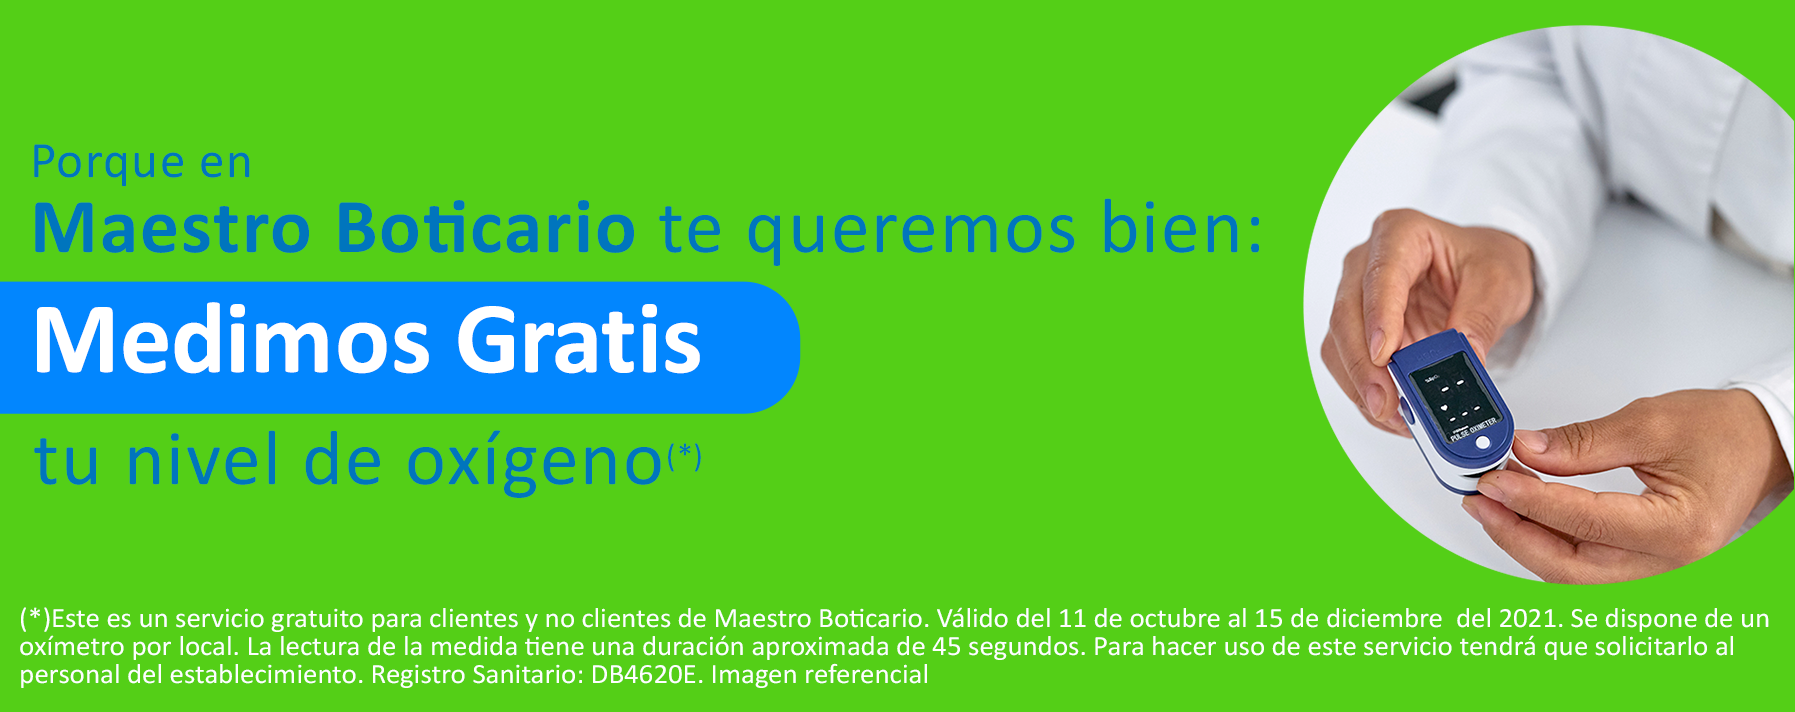 Porque en
Maestro Boticario te queremos bien:
Medimos Gratis
tu nivel de oxígeno(*)
PULSE OXIMETER
(*)Este es un servicio gratuito para clientes y no clientes de Maestro Boticario. Válido del 11 de octubre al 15 de diciembre  del 2021. Se dispone de un
oxímetro por local. La lectura de la medida tiene una duración aproximada de 45 segundos. Para hacer uso de este servicio tendrá que solicitarlo al
personal del establecimiento. Registro Sanitario: DB4620E. Imagen referencial